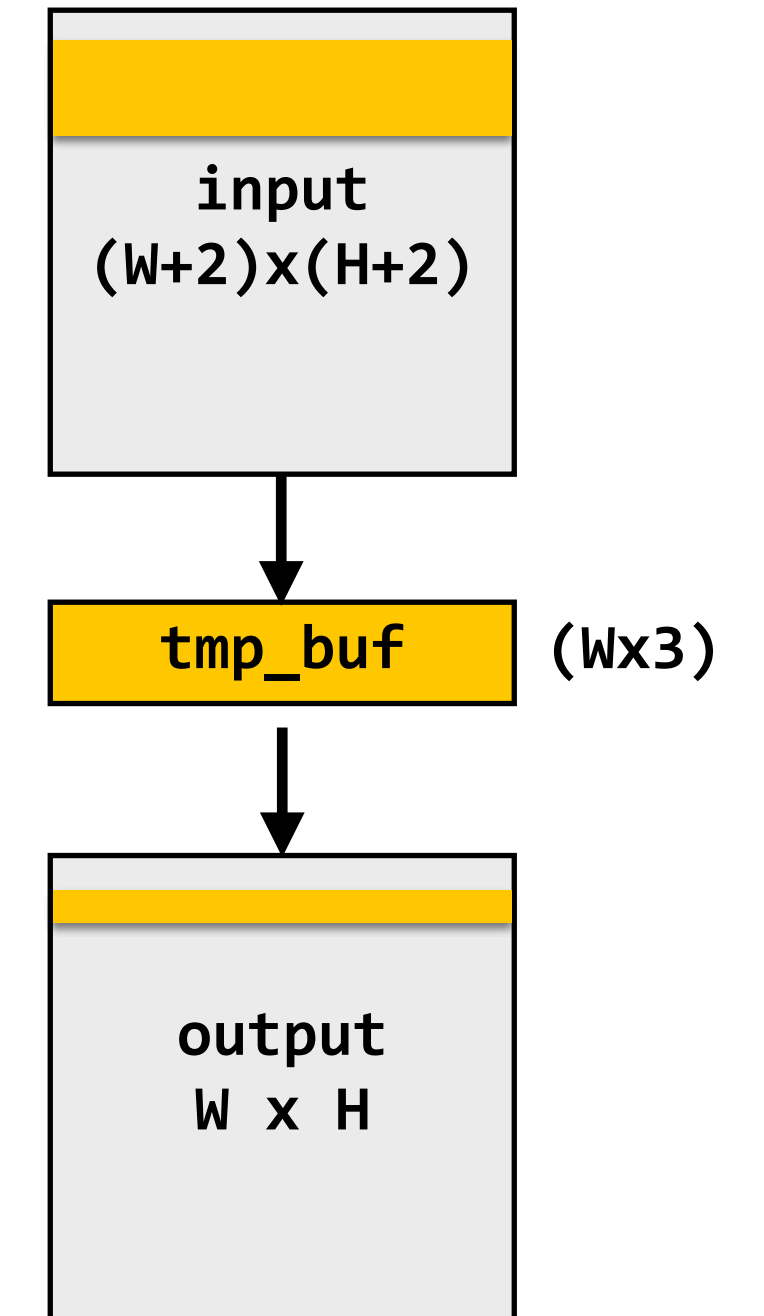 input
(W+2)x(H+2)
tmp_buf
(Wx3)
output
W x H